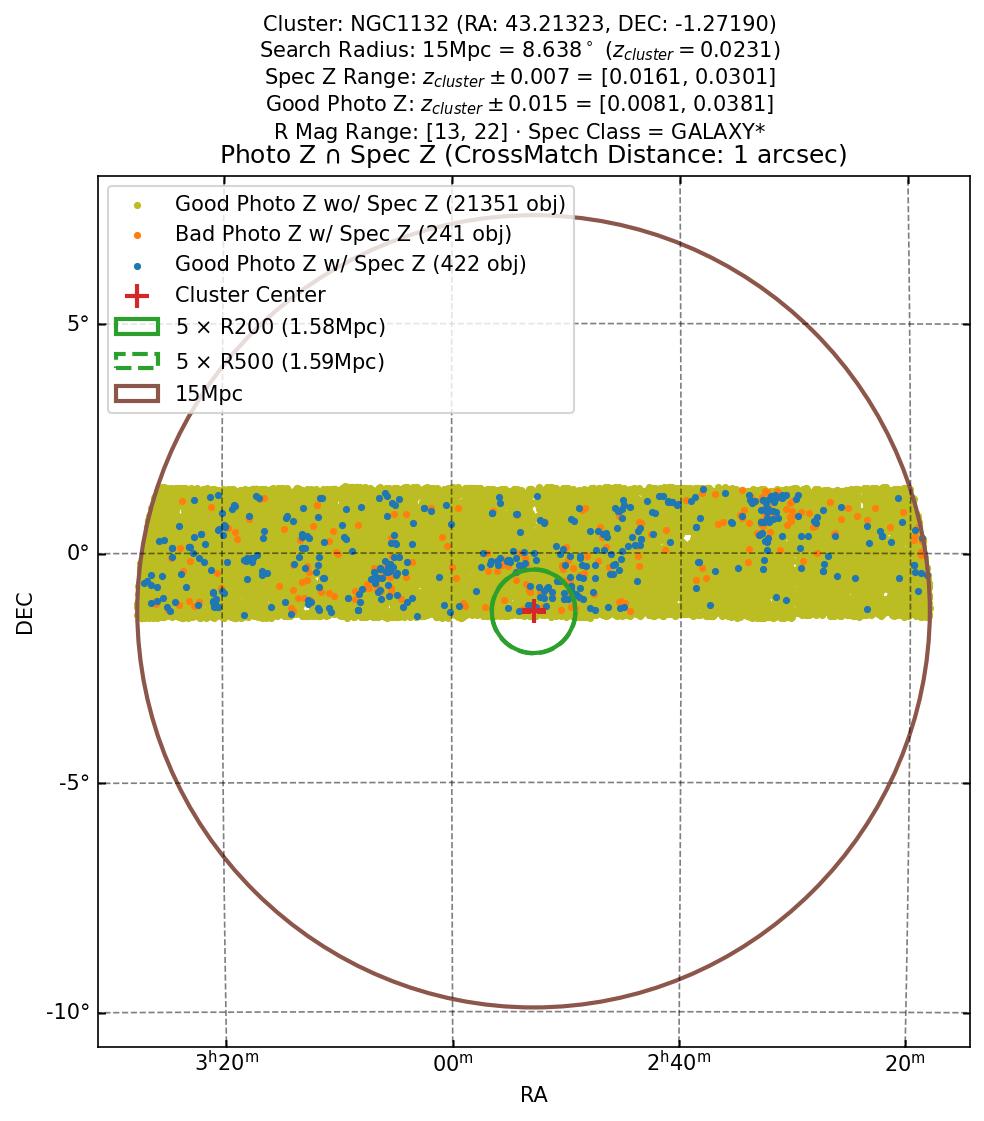 Cluster: NGC1132 (RA: 43.21323, DEC: -1.27190)
Search Radius: 15Mpc = 8.638° (z_cluster = 0.0231)
Spec Z Range: z_cluster ± 0.007 = [0.0161, 0.0301]
Good Photo Z: z_cluster ± 0.015 = [0.0081, 0.0381]
R Mag Range: [13, 22] · Spec Class = GALAXY*
Photo Z ∩ Spec Z (CrossMatch Distance: 1 arcsec)
Good Photo Z wo/ Spec Z (21351 obj)
Bad Photo Z w/ Spec Z (241 obj)
Good Photo Z w/ Spec Z (422 obj)
Cluster Center
5 × R200 (1.58Mpc)
5 × R500 (1.59Mpc)
15Mpc
5°
0°
-5°
-10°
DEC
3h20m
00m
2h40m
20m
RA